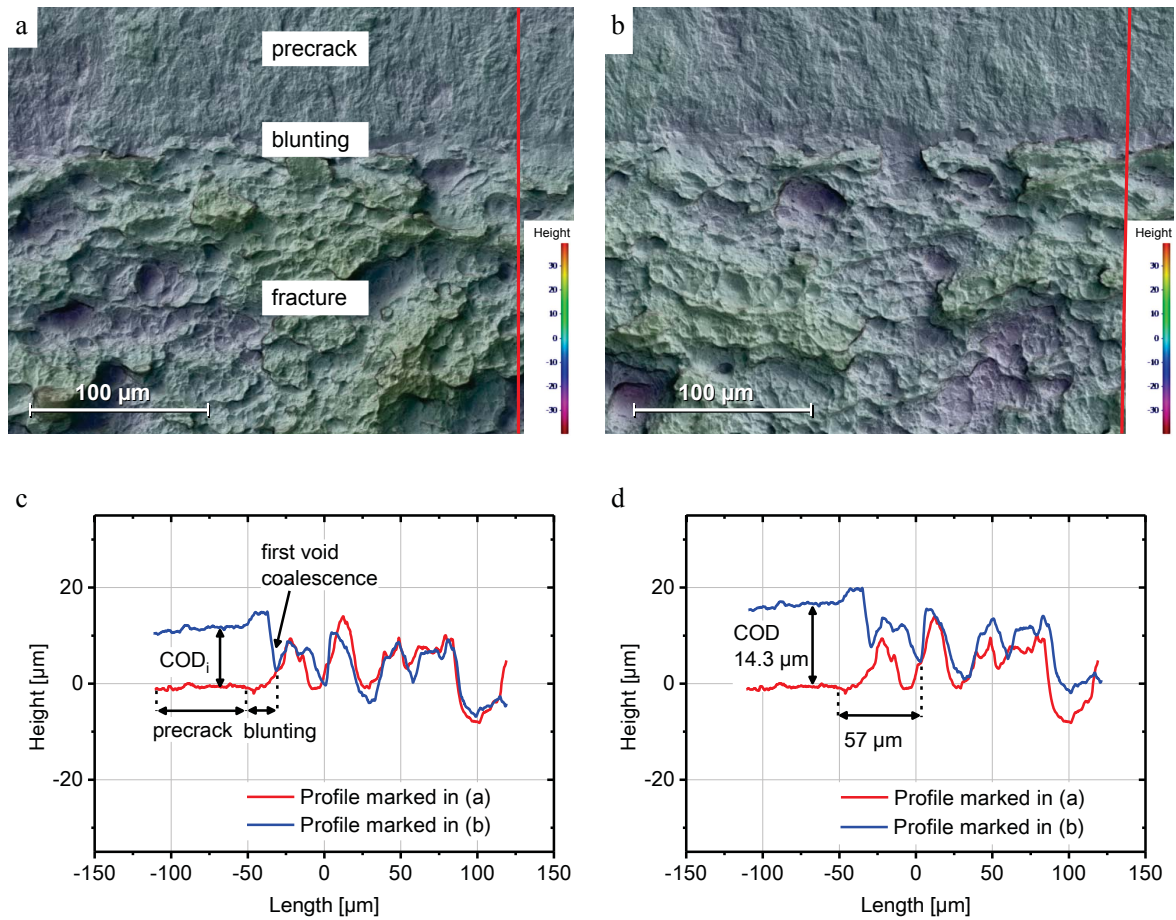 a
precrack
blunting
fracture
100 µm
Height
30
20
10
0
-10
-20
-30
b
100 µm
Height
30
20
10
0
-10
-20
-30
c
first void
coalescence
COD_i
precrack
blunting
Profile marked in (a)
Profile marked in (b)
20
0
-20
-150 -100 -50 0 50 100 150
Height [µm]
Length [µm]
d
COD
14.3 µm
57 µm
Profile marked in (a)
Profile marked in (b)
20
0
-20
-150 -100 -50 0 50 100 150
Height [µm]
Length [µm]